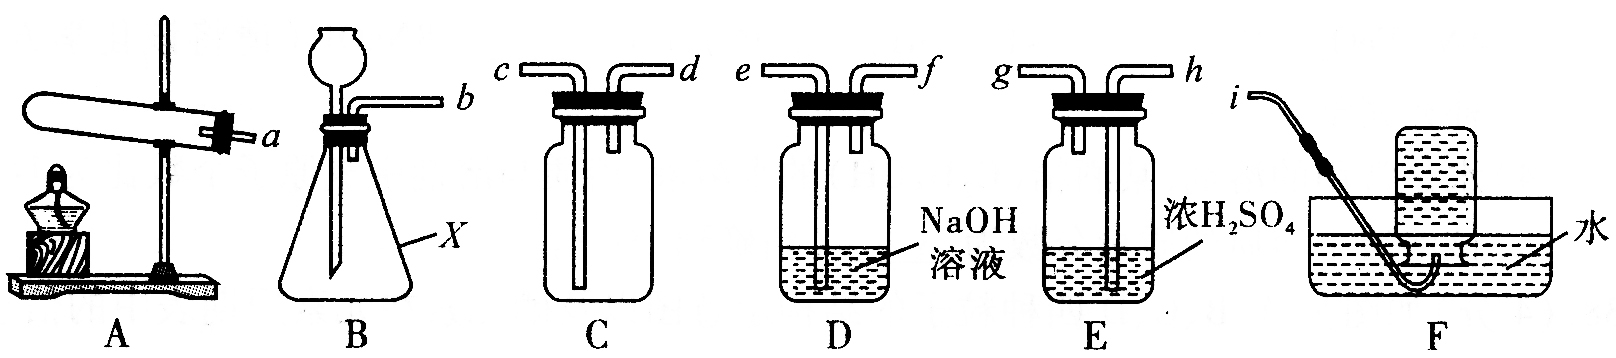 a
b
c
d
e
f
g
h
i
X
NaOH
溶液
浓H₂SO₄
水
A
B
C
D
E
F